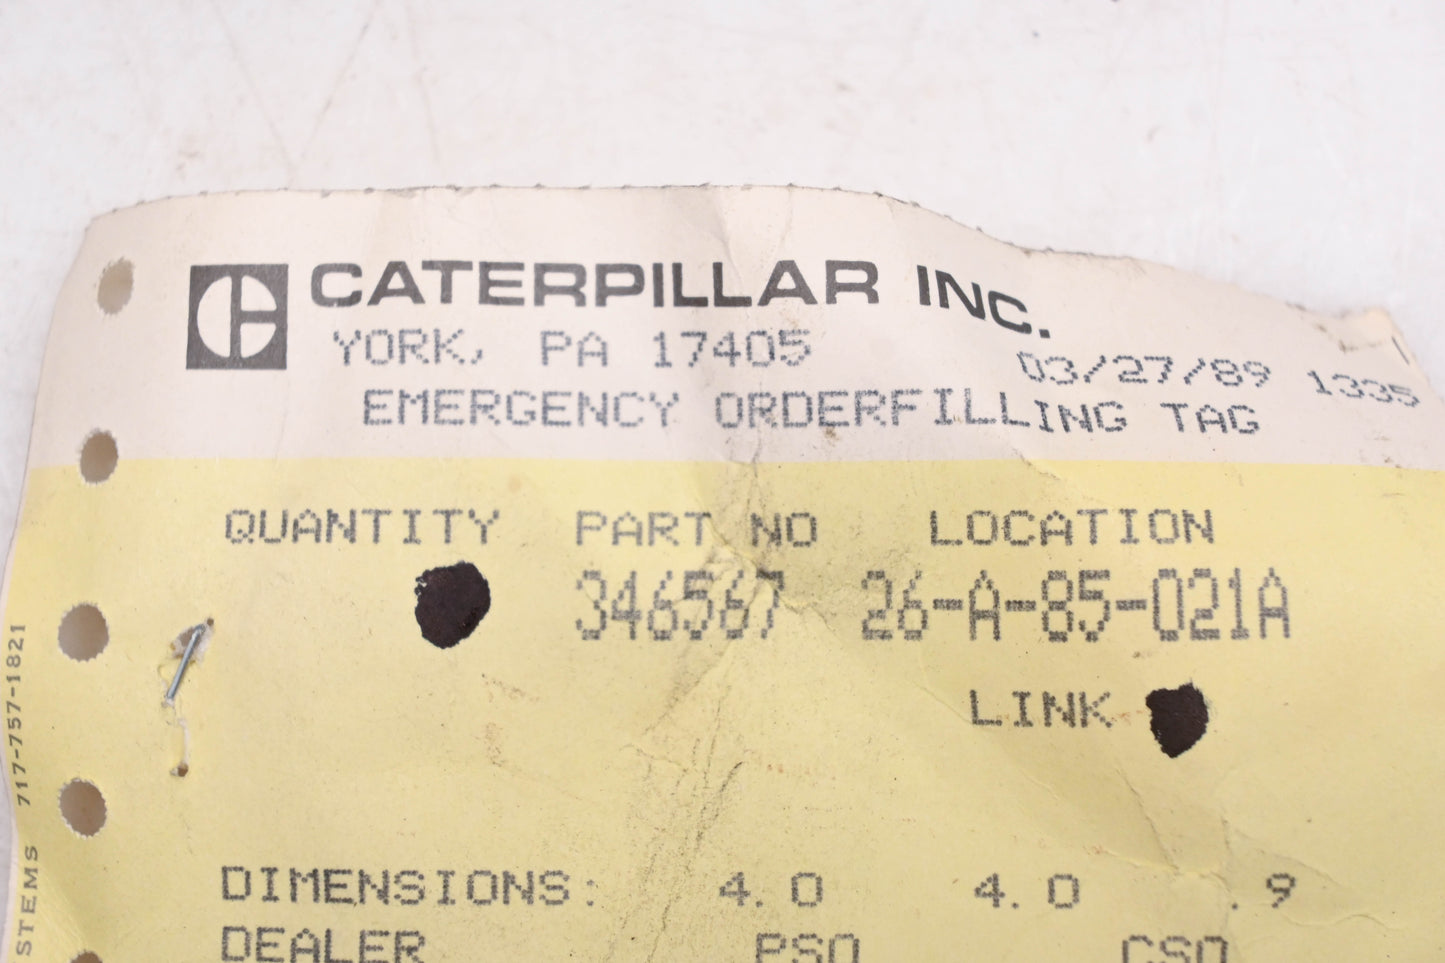 CATERPILLAR INC.
YORK, PA 17405
03/27/89 1335
EMERGENCY ORDERFILLING TAG
QUANTITY PART NO LOCATION
346567 26-A-85-021A
LINK
DIMENSIONS: 4.0 4.0 .9
DEALER PSO CSO
STEMS 717-757-1821